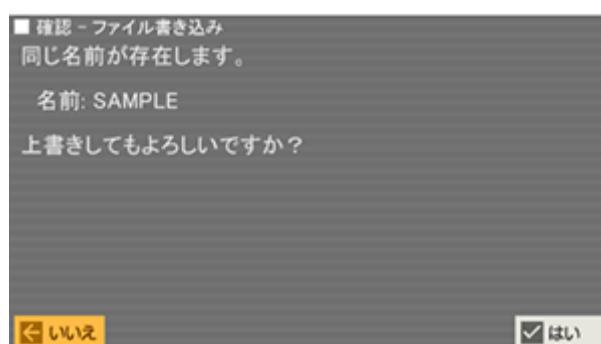 ■ 確認 - ファイル書き込み
同じ名前が存在します。
名前: SAMPLE
上書きしてもよろしいですか？
いいえ
はい